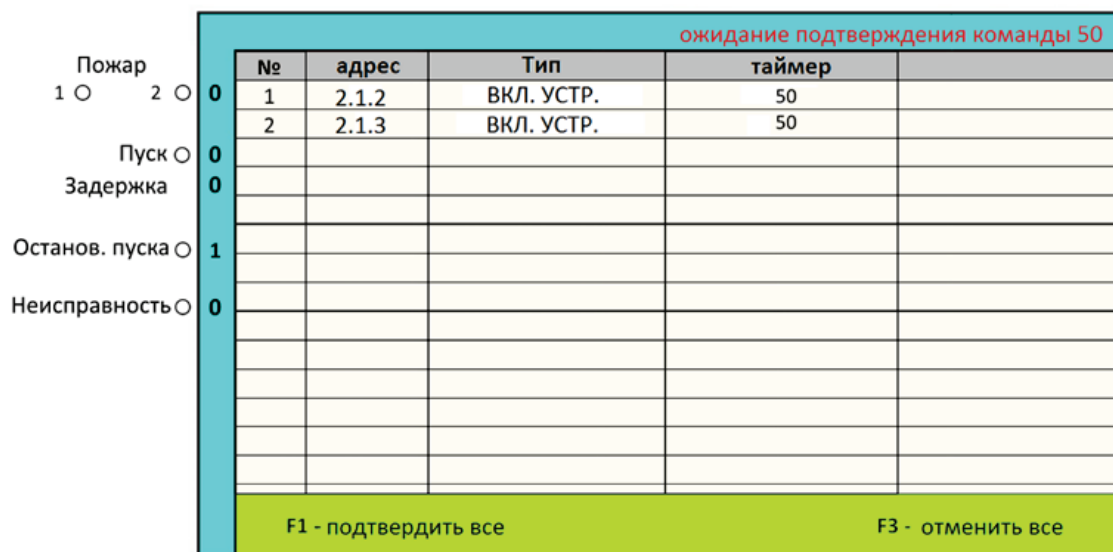 ожидание подтверждения команды 50
№ адрес Тип таймер
Пожар
1 2 0
1 2.1.2 ВКЛ. УСТР. 50
2 2.1.3 ВКЛ. УСТР. 50
Пуск 0
Задержка 0
Останов. пуска 1
Неисправность 0
F1 - подтвердить все F3 - отменить все